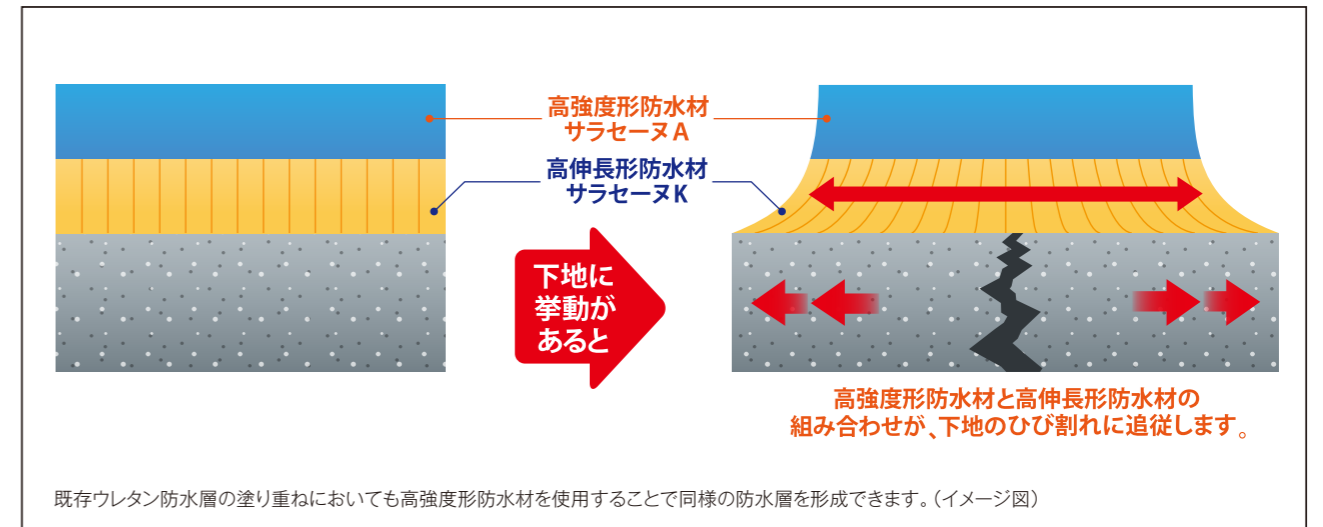 高強度形防水材
サラセーヌA
高伸長形防水材
サラセーヌK
下地に
挙動が
あると
高強度形防水材と高伸長形防水材の
組み合わせが、下地のひび割れに追従します。
既存ウレタン防水層の塗り重ねにおいても高強度形防水材を使用することで同様の防水層を形成できます。(イメージ図)